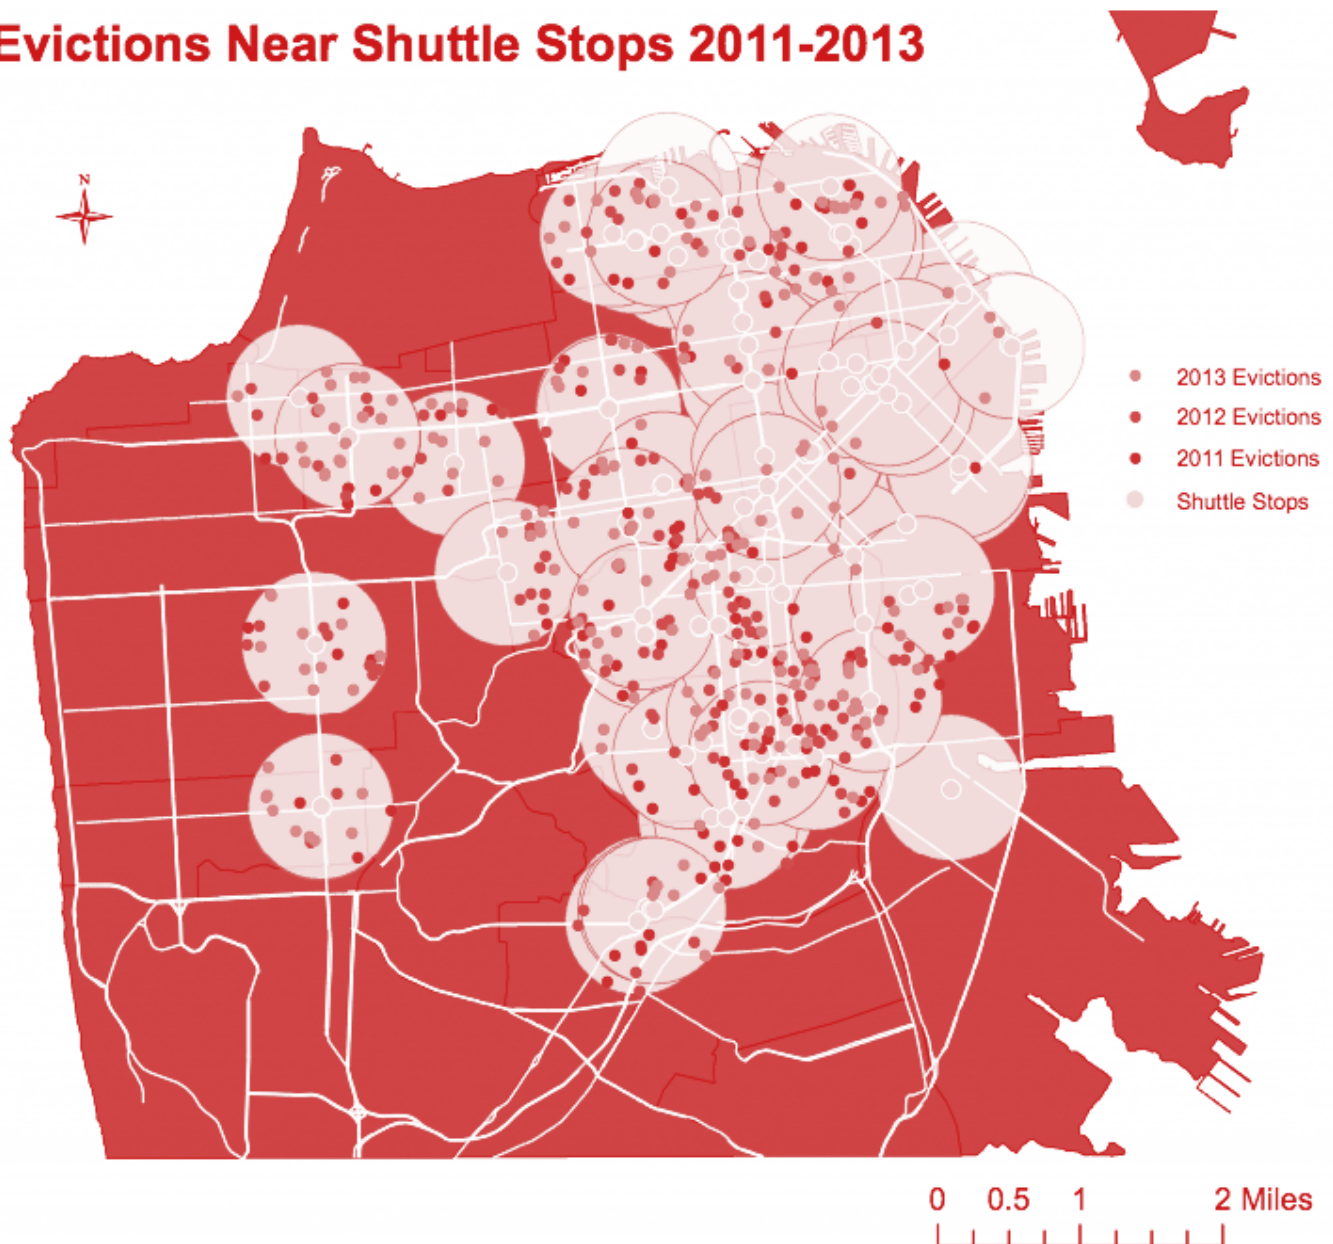 Evictions Near Shuttle Stops 2011-2013
N
2013 Evictions
2012 Evictions
2011 Evictions
Shuttle Stops
0 0.5 1 2 Miles